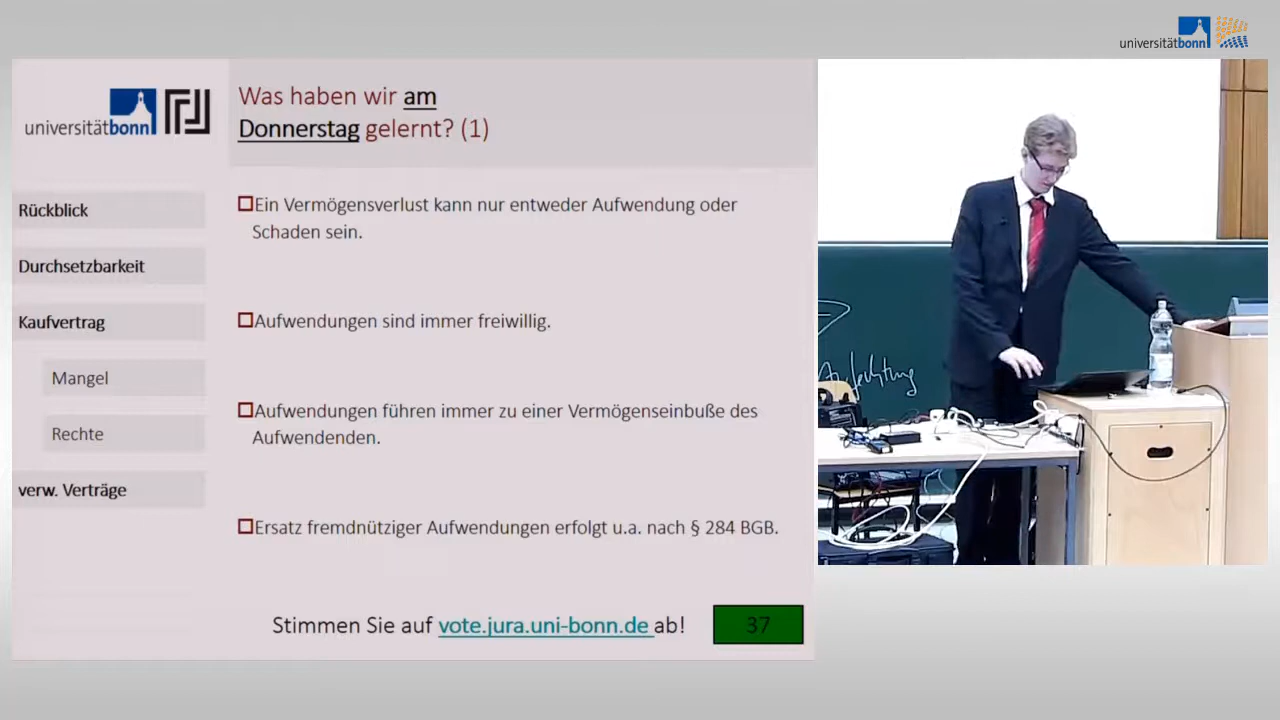 universitätbonn
universitätbonn
Was haben wir am
Donnerstag gelernt? (1)
Rückblick
Durchsetzbarkeit
Kaufvertrag
Mangel
Rechte
verw. Verträge
Ein Vermögensverlust kann nur entweder Aufwendung oder
Schaden sein.
Aufwendungen sind immer freiwillig.
Aufwendungen führen immer zu einer Vermögenseinbuße des
Aufwendenden.
Ersatz fremdnütziger Aufwendungen erfolgt u.a. nach § 284 BGB.
Stimmen Sie auf vote.jura.uni-bonn.de ab!
37